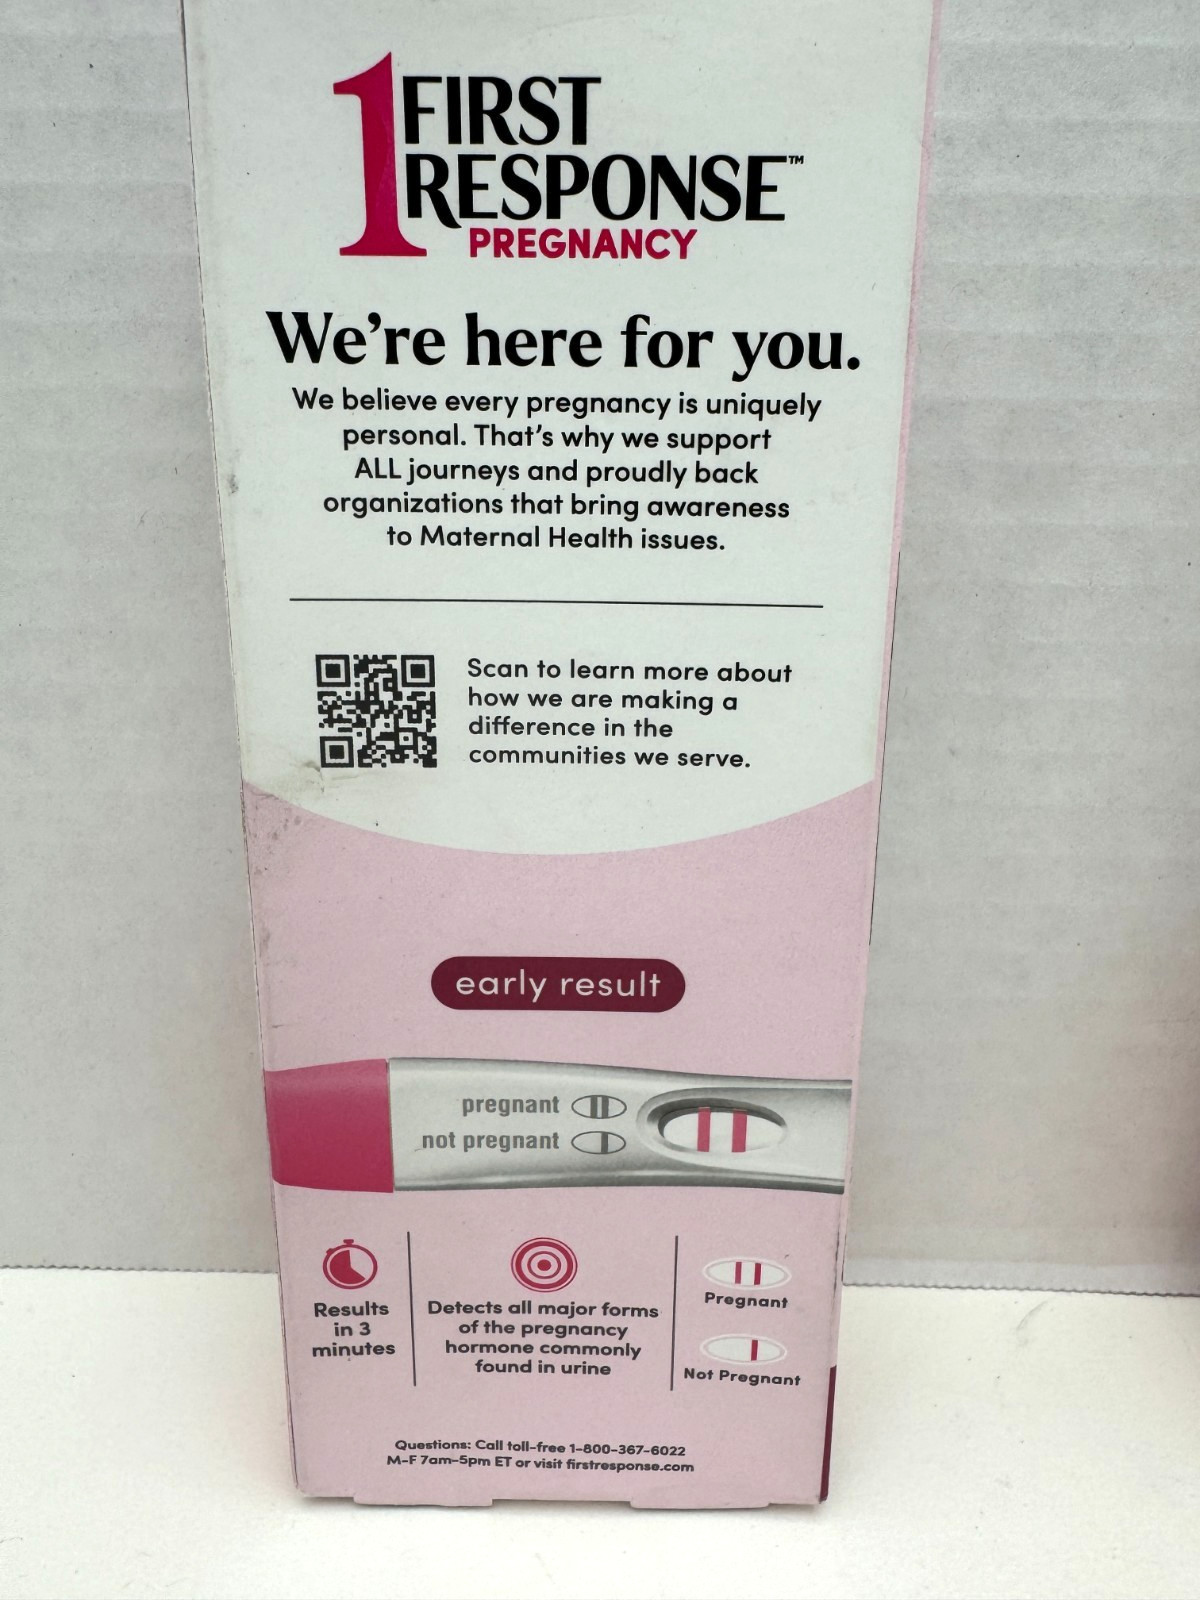 1 FIRST
RESPONSE™
PREGNANCY
We're here for you.
We believe every pregnancy is uniquely
personal. That's why we support
ALL journeys and proudly back
organizations that bring awareness
to Maternal Health issues.
Scan to learn more about
how we are making a
difference in the
communities we serve.
early result
pregnant
not pregnant
Results
in 3
minutes
Detects all major forms
of the pregnancy
hormone commonly
found in urine
Pregnant
Not Pregnant
Questions: Call toll-free 1-800-367-6022
M-F 7am-5pm ET or visit firstresponse.com